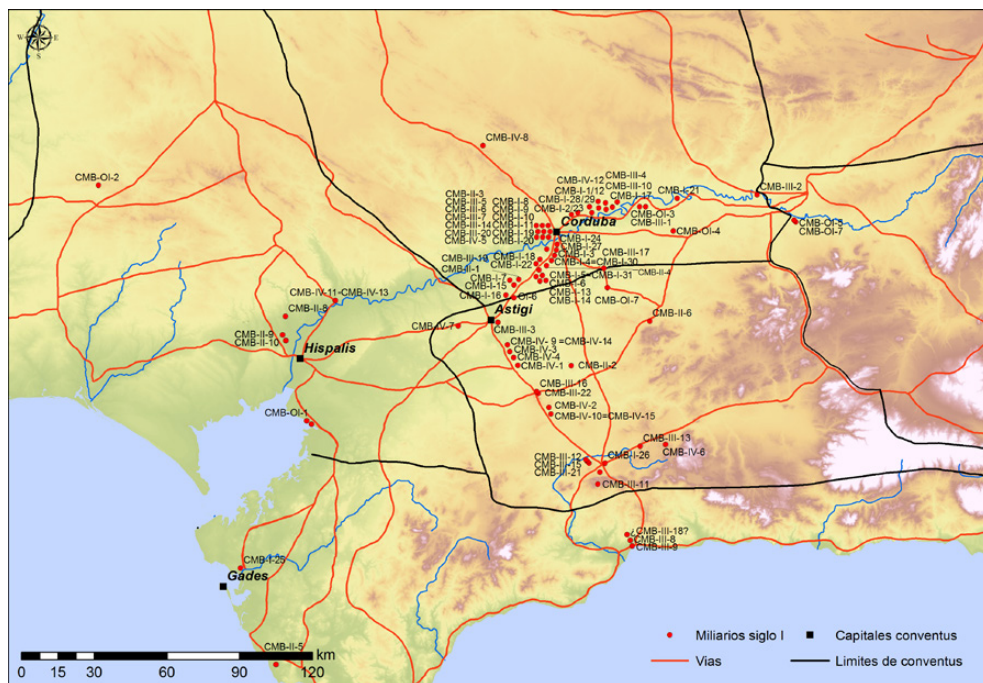 N
W E
S
CMB-IV-8
CMB-OI-2
CMB-IV-12
CMB-III-4
CMB-I-1/12
CMB-III-10
CMB-I-28/29
CMB-I-17
CMB-I-2/23
CMB-I-21
CMB-III-2
CMB-OI-3
CMB-III-1
CMB-OI-4
CMB-OI-5
CMB-OI-7
CMB-II-3
CMB-III-5
CMB-III-6
CMB-III-7
CMB-III-14
CMB-III-20
CMB-IV-5
CMB-I-8
CMB-I-9
CMB-I-10
CMB-I-11
CMB-I-19
CMB-I-20
Corduba
CMB-I-24
CMB-I-27
CMB-I-3
CMB-III-17
CMB-III-19
CMB-I-18
CMB-I-4=CMB-I-30
CMB-II-1
CMB-I-22
CMB-I-7
CMB-I-5=CMB-I-31
CMB-II-4
CMB-I-15
CMB-I-6
CMB-I-13
CMB-I-16
OI-6
CMB-I-14
CMB-OI-7
CMB-IV-11=CMB-IV-13
CMB-II-8
Astigi
CMB-II-6
CMB-IV-7
CMB-III-3
CMB-II-9
CMB-II-10
Hispalis
CMB-IV-9 =CMB-IV-14
CMB-IV-3
CMB-IV-4
CMB-IV-1
CMB-II-2
CMB-III-16
CMB-III-22
CMB-OI-1
CMB-IV-2
CMB-IV-10=CMB-IV-15
CMB-III-13
CMB-IV-6
CMB-III-12
CMB-III-15
CMB-III-21
CMB-I-26
CMB-III-11
¿CMB-III-18?
CMB-III-8
CMB-III-9
CMB-I-25
Gades
CMB-II-5
km
0 15 30 60 90 120
Miliarios siglo I
Capitales conventus
Vias
Limites de conventus